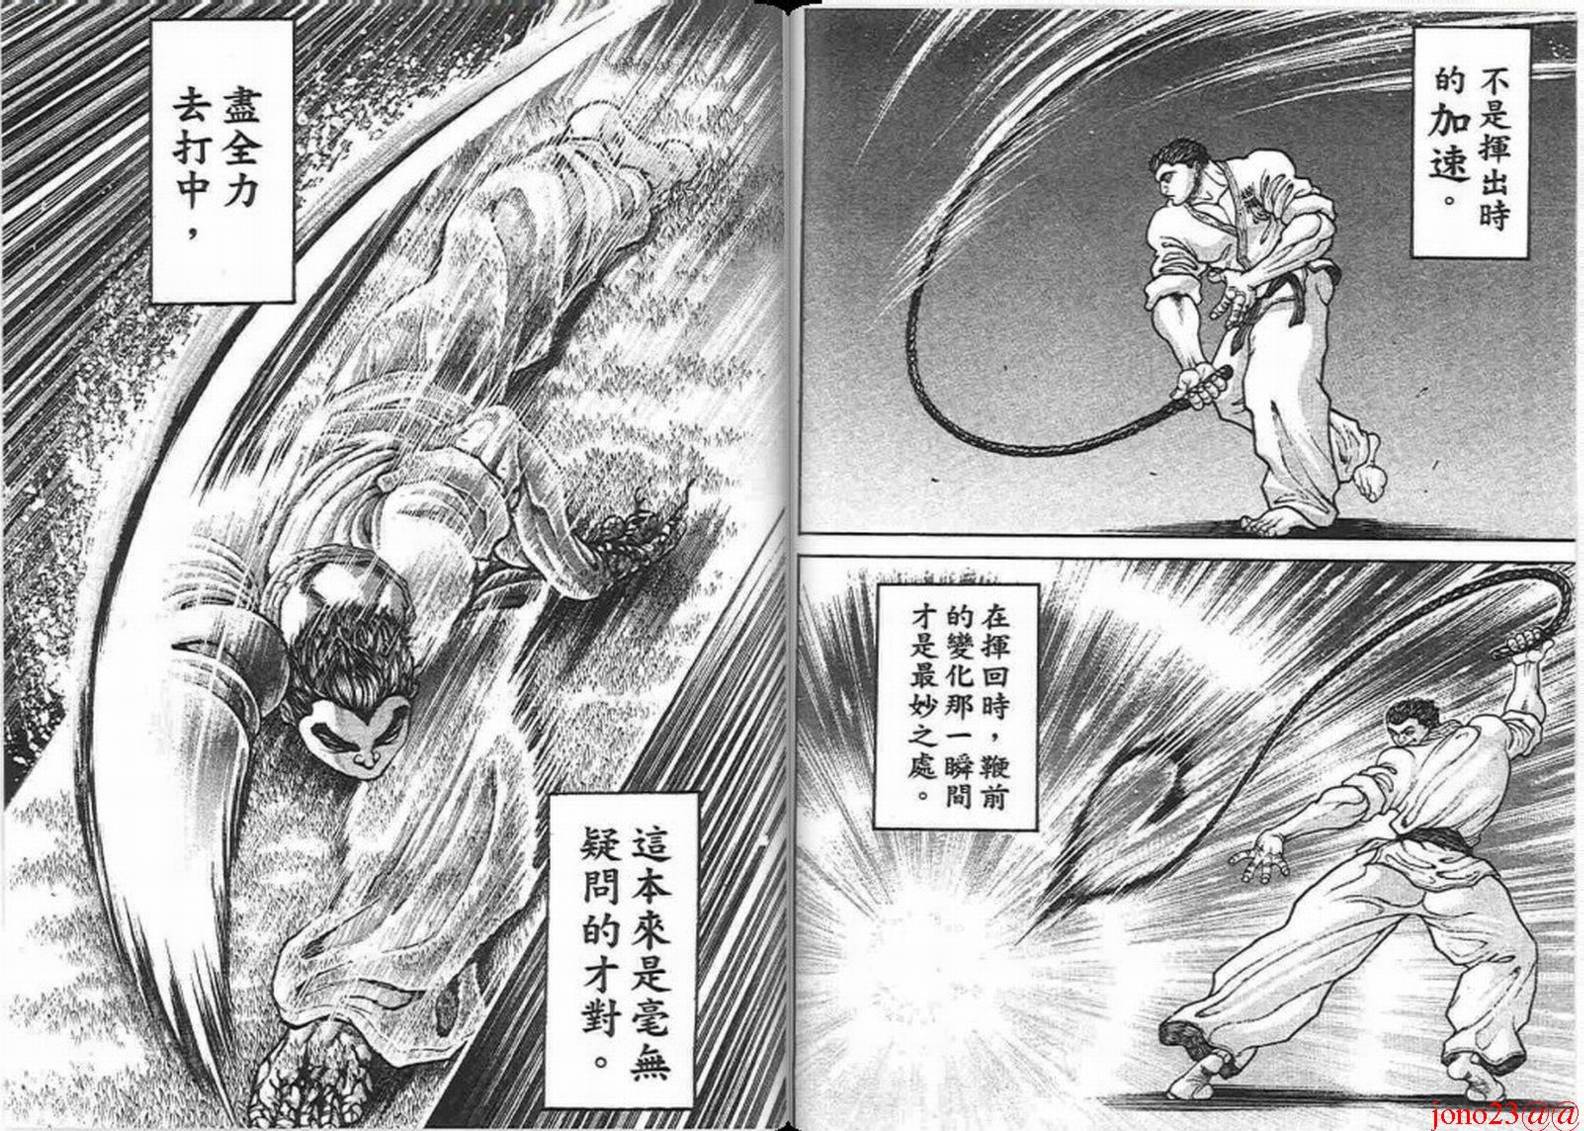 不是揮出時
的加速。
在揮回時，鞭前
的變化那一瞬間
才是最妙之處。
盡全力
去打中，
這本來是毫無
疑問的才對。
jono23@@